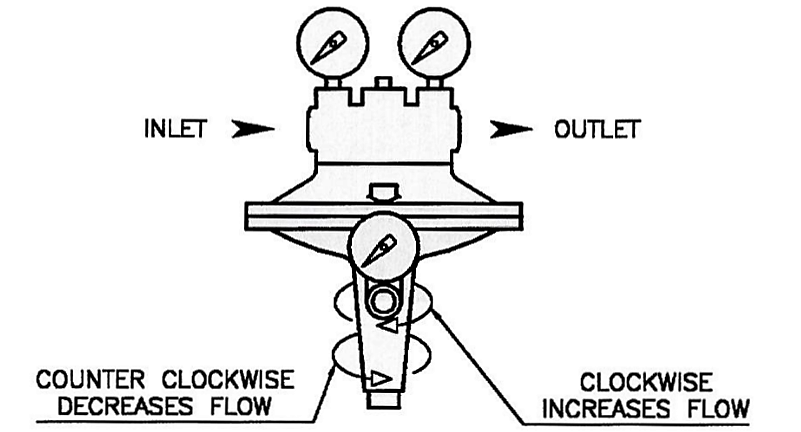 INLET
OUTLET
COUNTER CLOCKWISE
DECREASES FLOW
CLOCKWISE
INCREASES FLOW